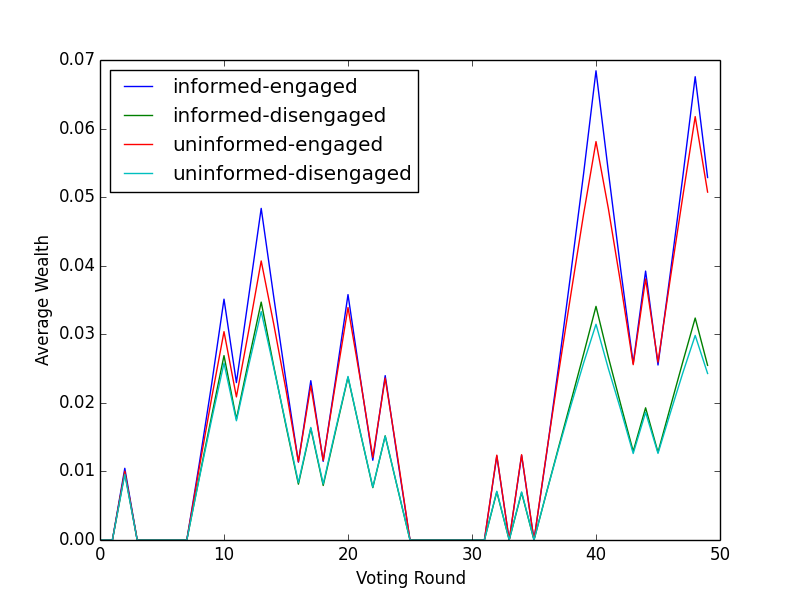 0.07
0.06
0.05
0.04
0.03
0.02
0.01
0.00
Average Wealth
informed-engaged
informed-disengaged
uninformed-engaged
uninformed-disengaged
0 10 20 30 40 50
Voting Round